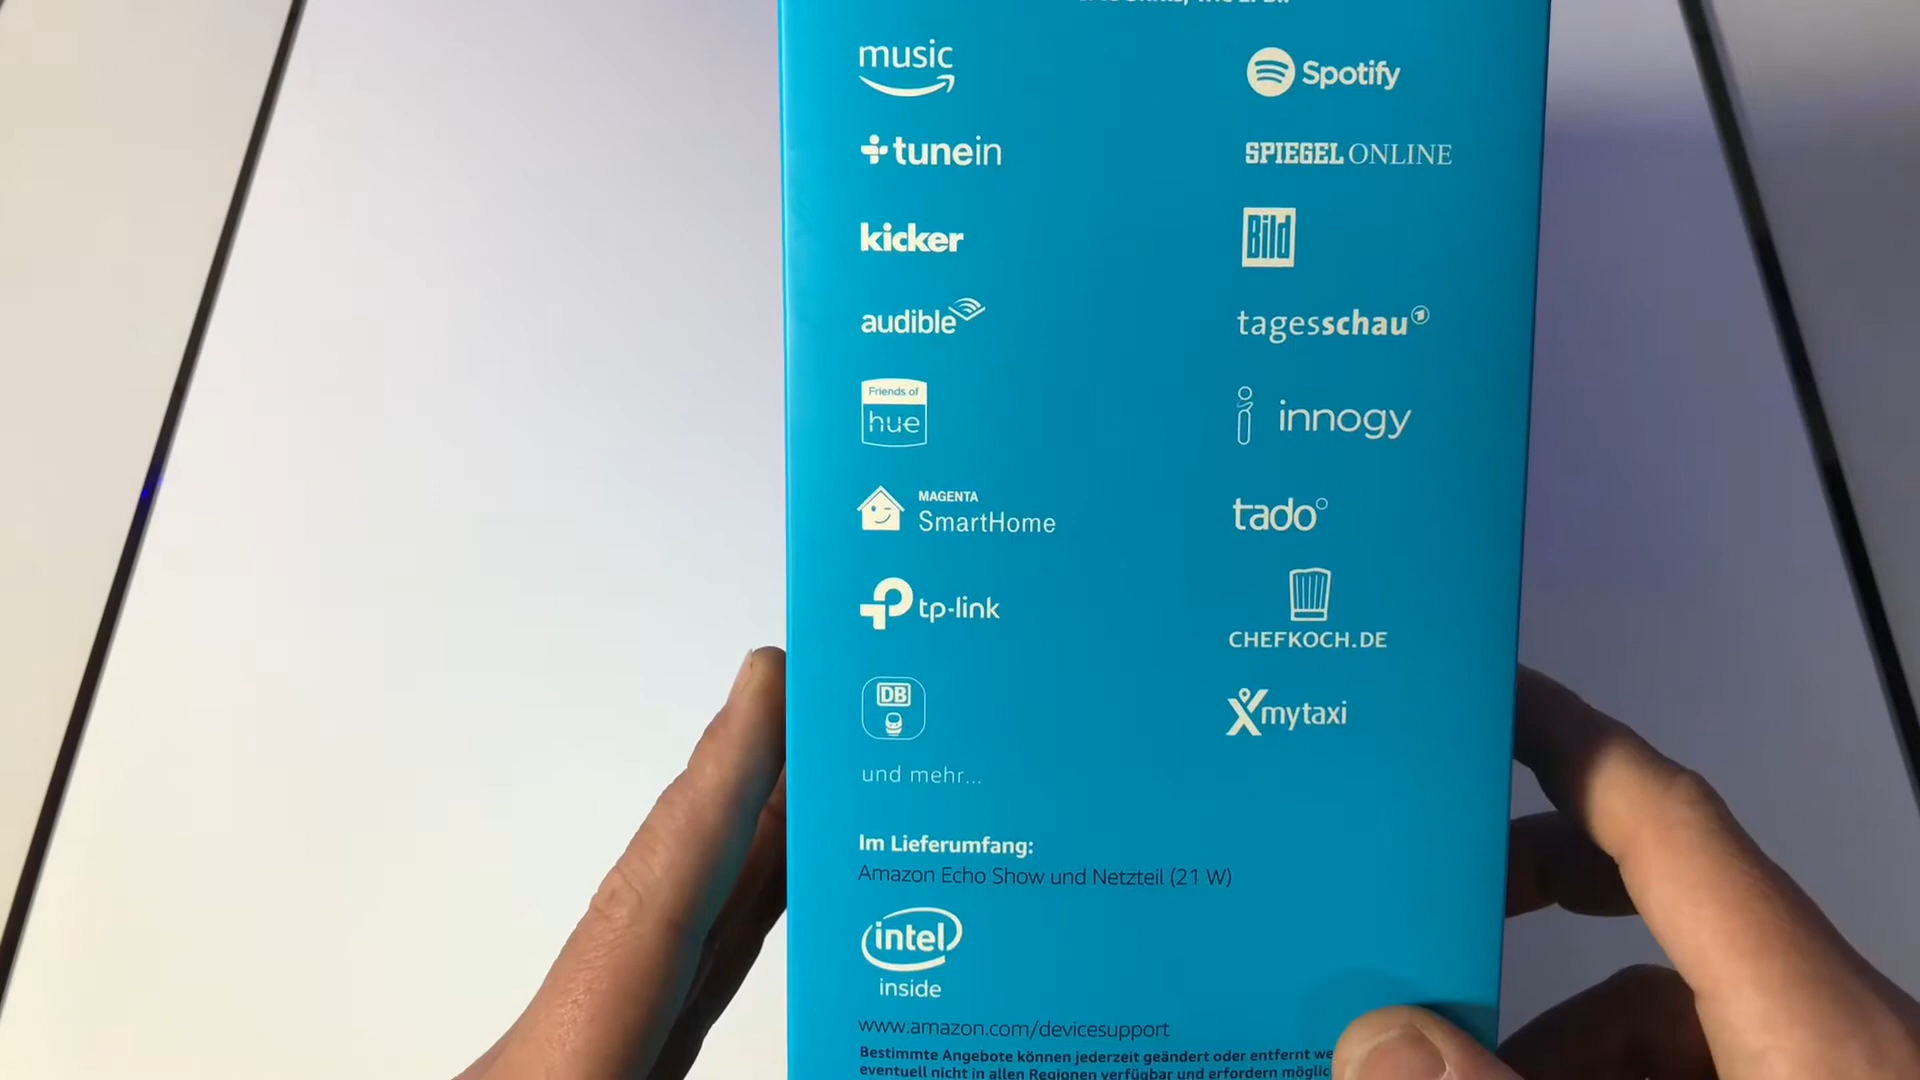 music
Spotify
tunein
SPIEGEL ONLINE
kicker
Bild
audible
tagesschau
Friends of
hue
innogy
MAGENTA
SmartHome
tado°
tp-link
CHEFKOCH.DE
DB
mytaxi
und mehr...
Im Lieferumfang:
Amazon Echo Show und Netzteil (21 W)
intel
inside
www.amazon.com/devicesupport
Bestimmte Angebote können jederzeit geändert oder entfernt
eventuell nicht in allen Regionen verfügbar und erfordern